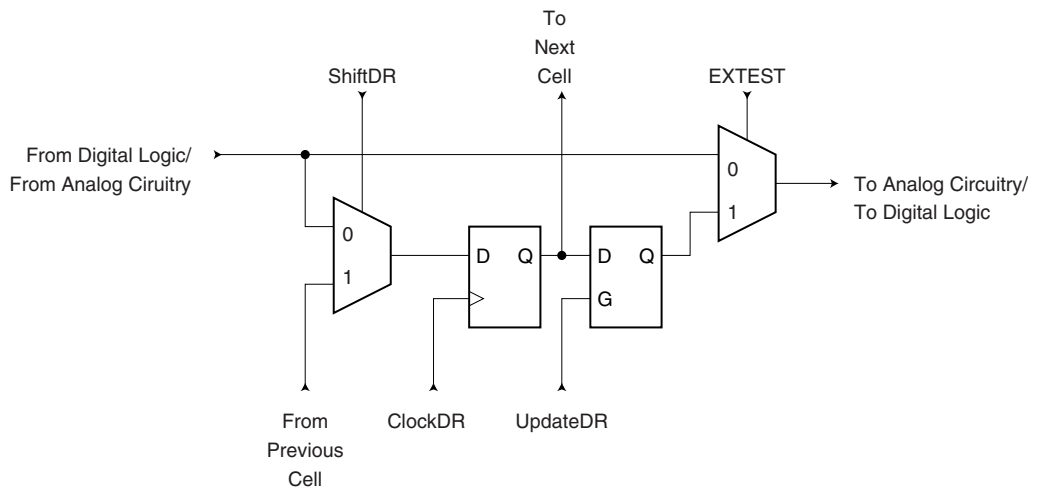 To
Next
Cell
ShiftDR
EXTEST
From Digital Logic/
From Analog Ciruitry
0
1
To Analog Circuitry/
To Digital Logic
0
1
D Q
D Q
G
From
Previous
Cell
ClockDR
UpdateDR